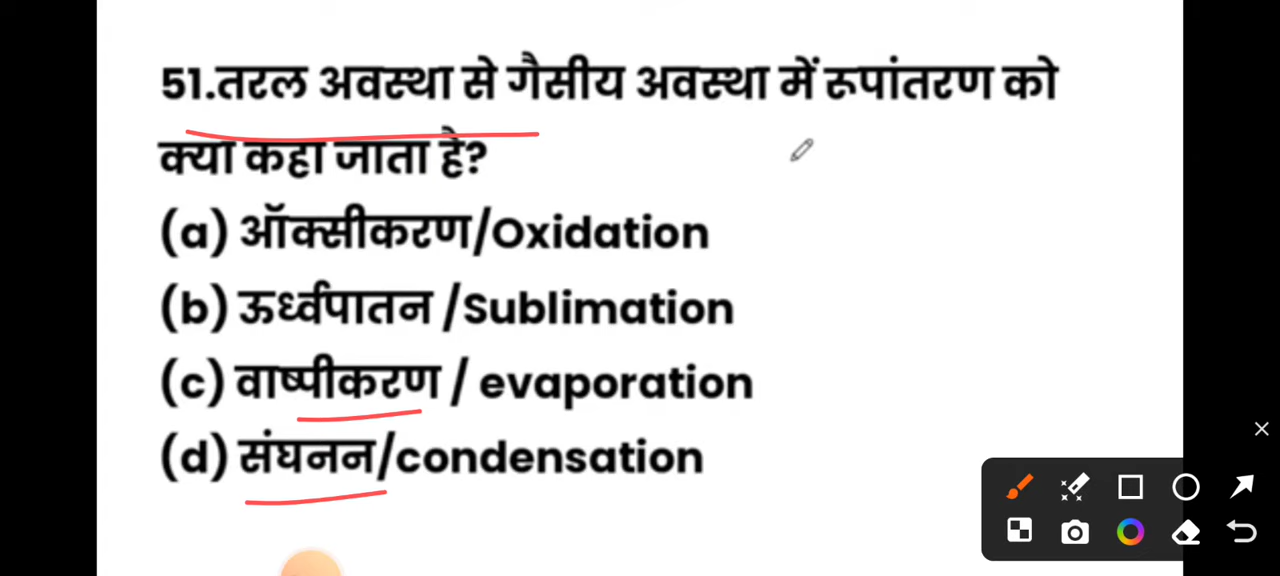 51.तरल अवस्था से गैसीय अवस्था में रूपांतरण को
क्या कहा जाता है?
(a) ऑक्सीकरण/Oxidation
(b) ऊर्ध्वपातन /Sublimation
(c) वाष्पीकरण / evaporation
(d) संघनन/condensation